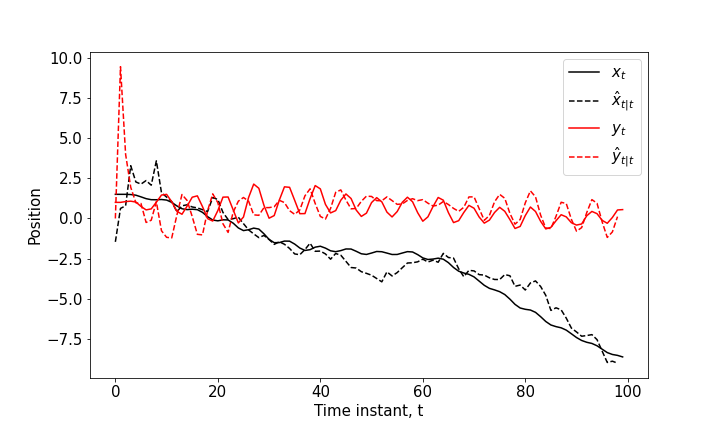 10.0
7.5
5.0
2.5
0.0
−2.5
−5.0
−7.5
Position
0 20 40 60 80 100
Time instant, t
x_t
x̂_{t|t}
y_t
ŷ_{t|t}